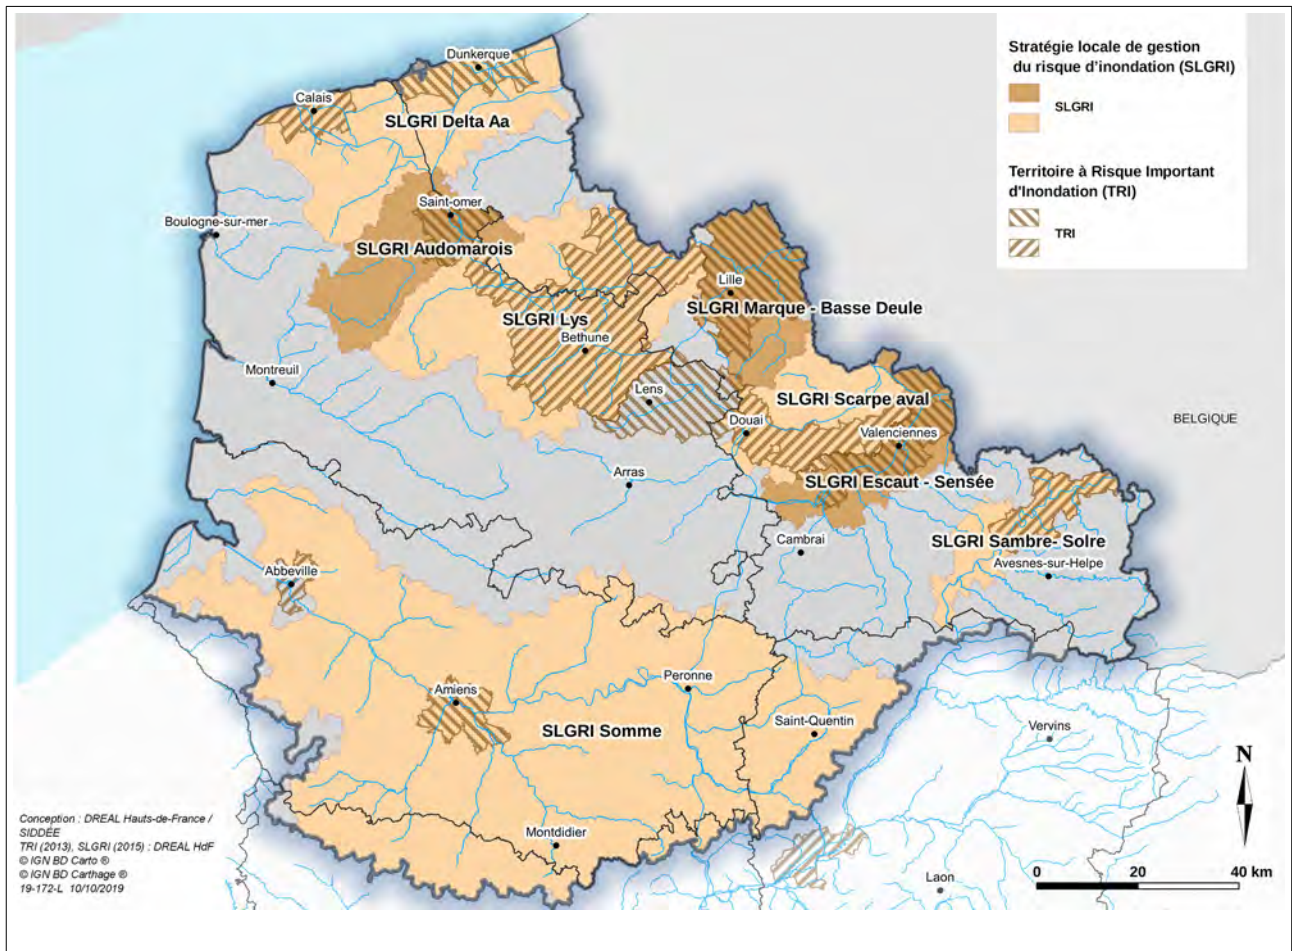 Stratégie locale de gestion
du risque d'inondation (SLGRI)
SLGRI
Territoire à Risque Important
d'Inondation (TRI)
TRI
Dunkerque
Calais
SLGRI Delta Aa
Saint-omer
Boulogne-sur-mer
SLGRI Audomarois
Lille
SLGRI Marque - Basse Deule
SLGRI Lys
Bethune
Montreuil
Lens
SLGRI Scarpe aval
Douai
Valenciennes
BELGIQUE
Arras
SLGRI Escaut - Sensée
Cambrai
SLGRI Sambre- Solre
Avesnes-sur-Helpe
Abbeville
Peronne
Amiens
SLGRI Somme
Saint-Quentin
Vervins
N
Montdidier
Laon
0 20 40 km
Conception : DREAL Hauts-de-France /
SIDDÉE
TRI (2013), SLGRI (2015) : DREAL HdF
© IGN BD Carto ®
© IGN BD Carthage ®
19-172-L 10/10/2019